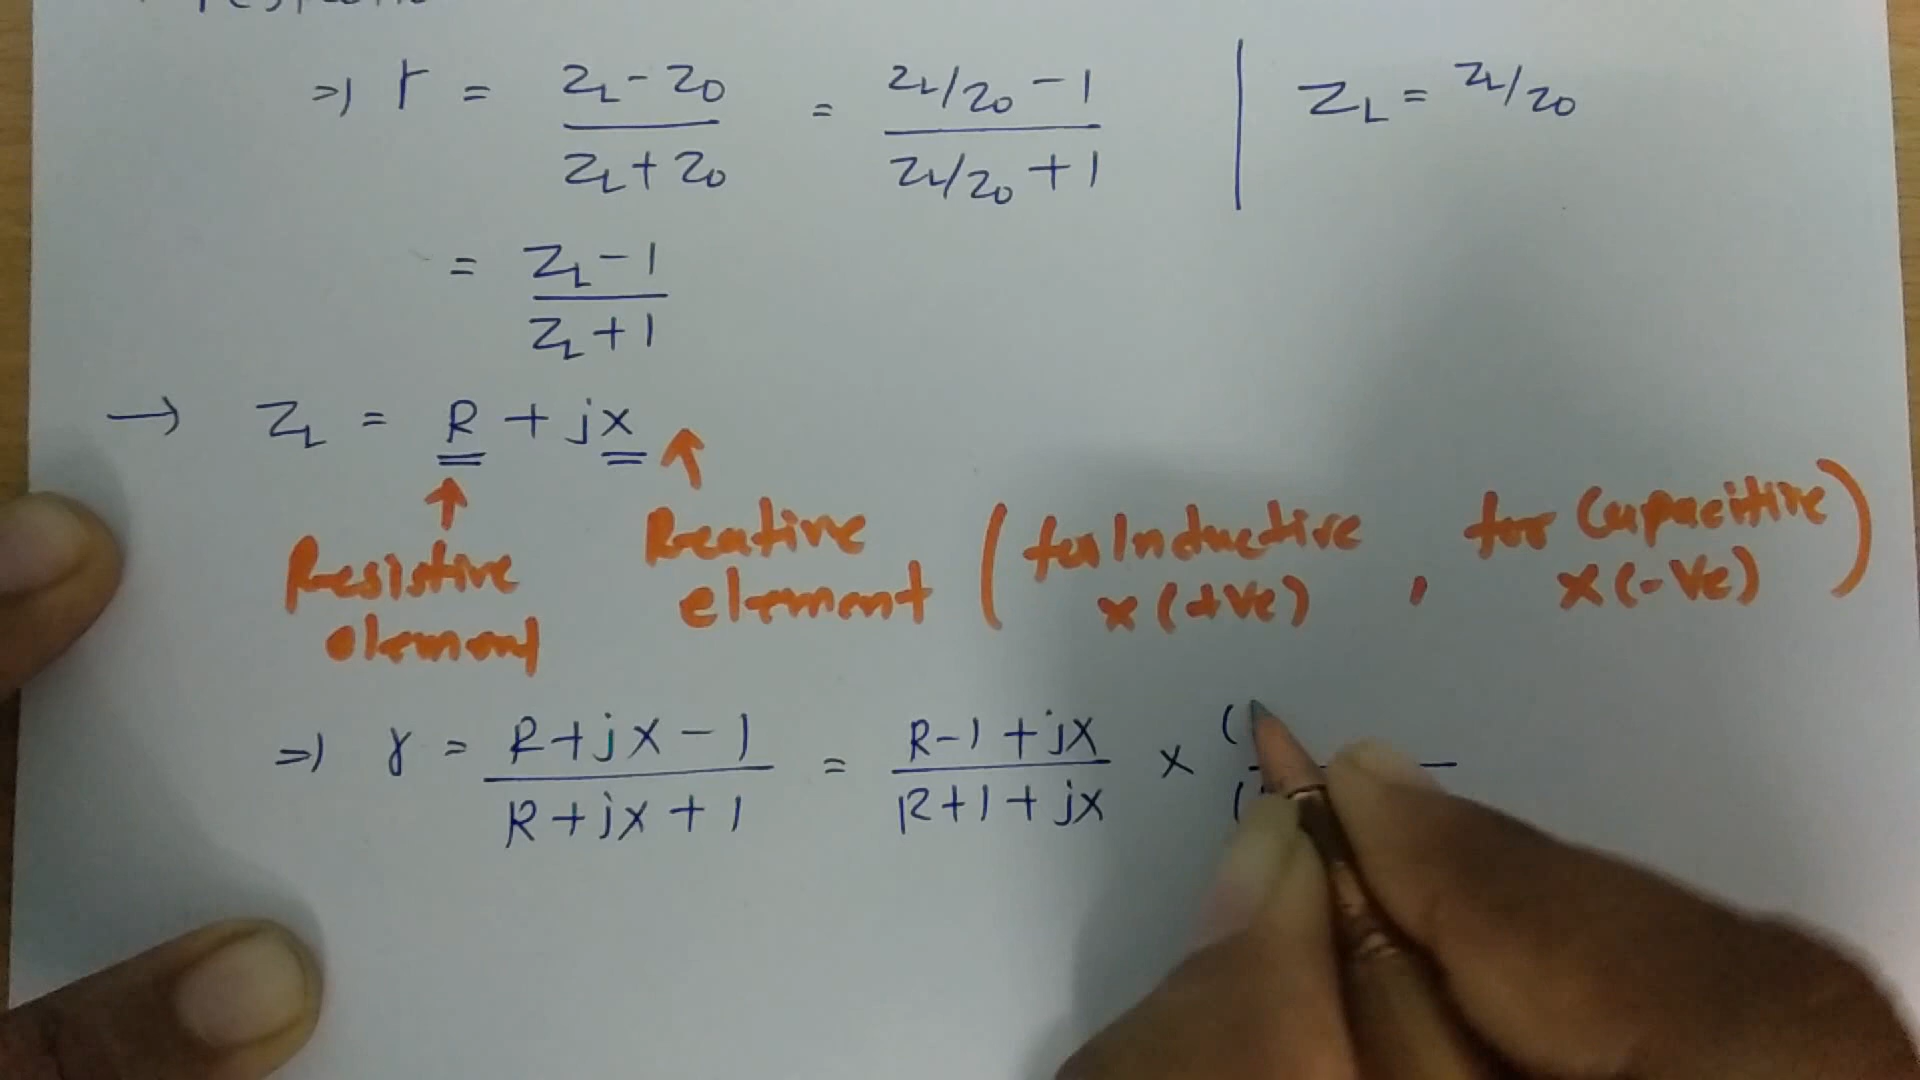 ⇒ Γ = (z_L - z_0)/(z_L + z_0) = (z_L/z_0 - 1)/(z_L/z_0 + 1) | Z_L = z_L/z_0
= (Z_L - 1)/(Z_L + 1)
→ Z_L = R + jx
↑ Resistive element
↑ Reative element ( for Inductive x (+ve) , for Capacitive x (-ve) )
⇒ γ = (R + jx - 1)/(R + jx + 1) = (R - 1 + jx)/(R + 1 + jx) × (